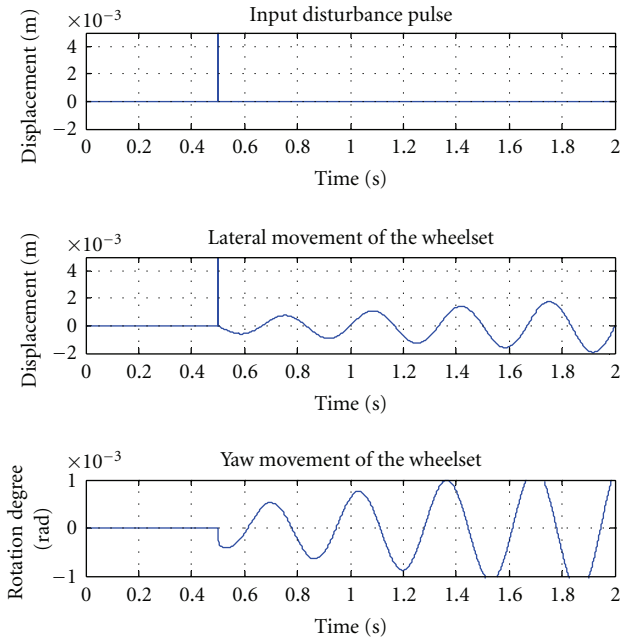 Input disturbance pulse
×10−3
Displacement (m)
4
2
0
−2
0 0.2 0.4 0.6 0.8 1 1.2 1.4 1.6 1.8 2
Time (s)
Lateral movement of the wheelset
×10−3
Displacement (m)
4
2
0
−2
0 0.2 0.4 0.6 0.8 1 1.2 1.4 1.6 1.8 2
Time (s)
Yaw movement of the wheelset
×10−3
Rotation degree
(rad)
1
0
−1
0 0.2 0.4 0.6 0.8 1 1.2 1.4 1.6 1.8 2
Time (s)